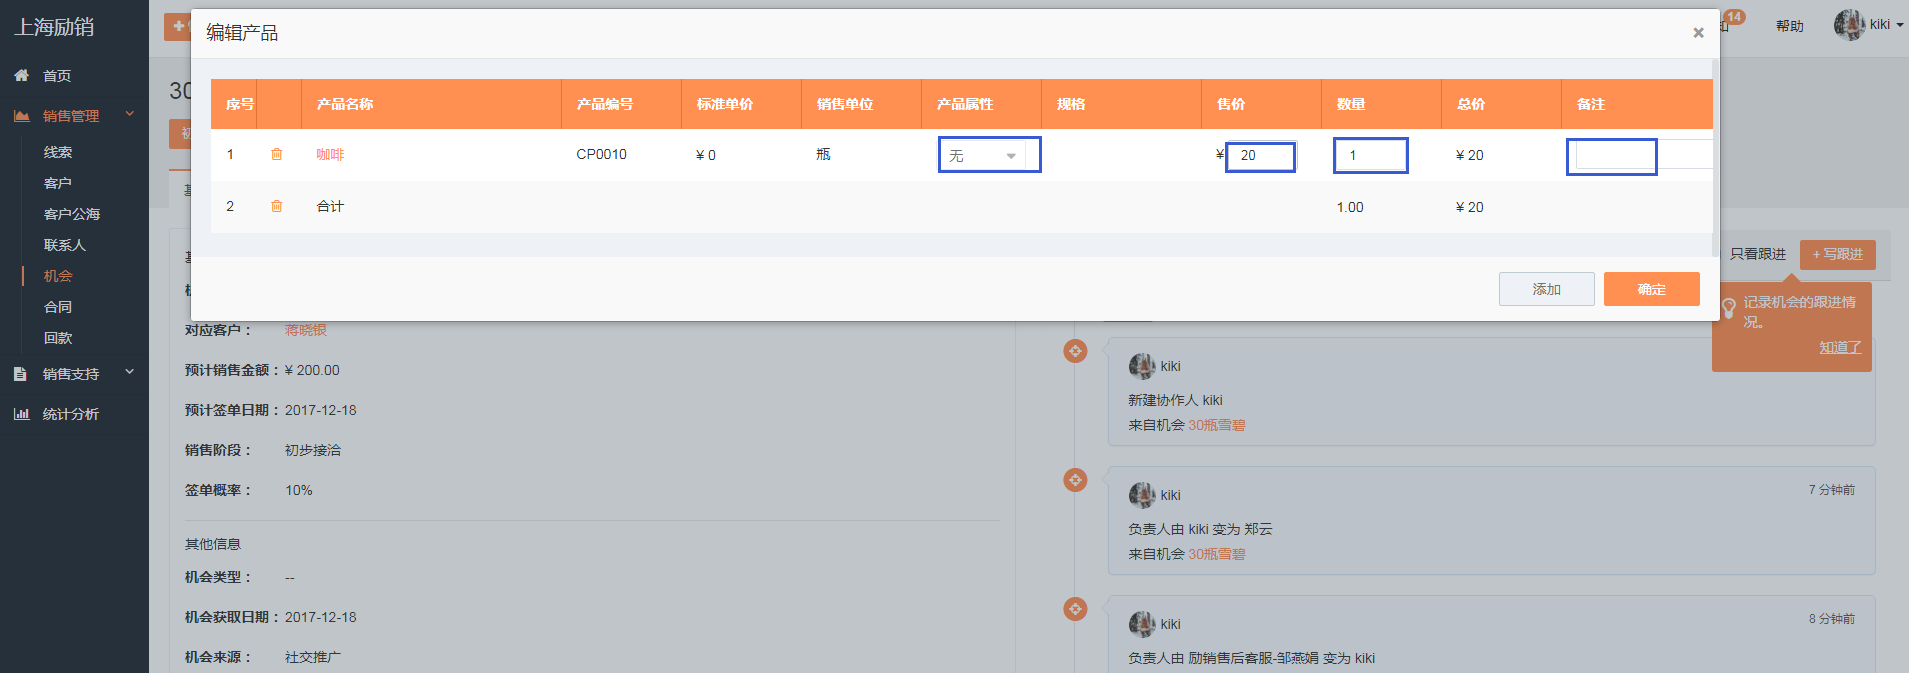 上海励销
首页
销售管理
线索
客户
客户公海
联系人
机会
合同
回款
销售支持
统计分析
14
帮助
kiki
30
编辑产品
×
序号 产品名称 产品编号 标准单价 销售单位 产品属性 规格 售价 数量 总价 备注
1 咖啡 CP0010 ¥ 0 瓶 无 ¥ 20 1 ¥ 20
2 合计 1.00 ¥ 20
添加 确定
只看跟进 + 写跟进
记录机会的跟进情
况。
知道了
对应客户： 蒋晓银
预计销售金额：¥ 200.00
预计签单日期：2017-12-18
销售阶段： 初步接洽
签单概率： 10%
其他信息
机会类型： --
机会获取日期：2017-12-18
机会来源： 社交推广
kiki
新建协作人 kiki
来自机会 30瓶雪碧
kiki 7 分钟前
负责人由 kiki 变为 郑云
来自机会 30瓶雪碧
kiki 8 分钟前
负责人由 励销售后客服-邹燕娟 变为 kiki